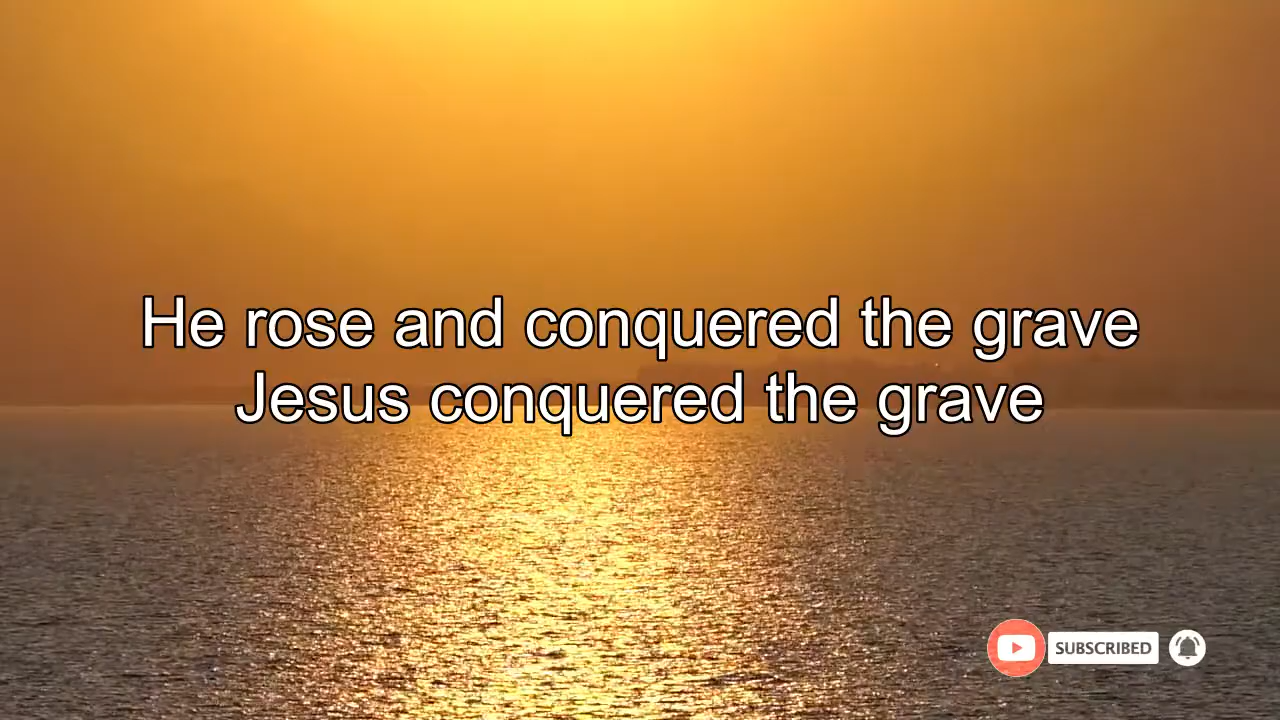 He rose and conquered the grave
Jesus conquered the grave
SUBSCRIBED